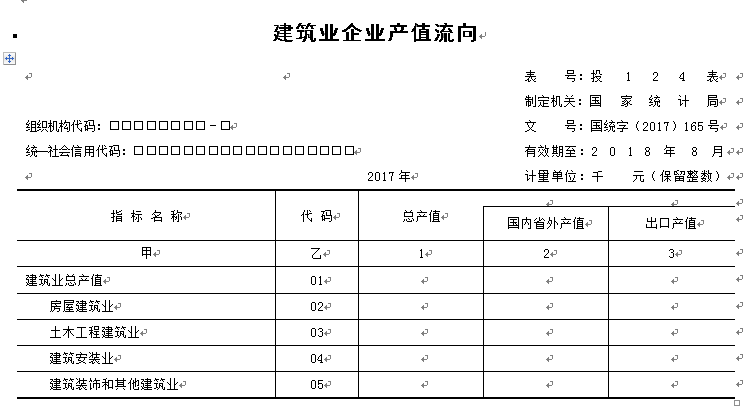 建筑业企业产值流向
表　　号：投　１　２　４　表
制定机关：国　家　统　计　局
组织机构代码：□□□□□□□□-□
文　　号：国统字（2017）165号
统一社会信用代码：□□□□□□□□□□□□□□□□□□
有效期至：２０１８年８月
2017年
计量单位：千　　元（保留整数）
指 标 名 称 代 码 总产值
国内省外产值 出口产值
甲 乙 1 2 3
建筑业总产值 01
房屋建筑业 02
土木工程建筑业 03
建筑安装业 04
建筑装饰和其他建筑业 05